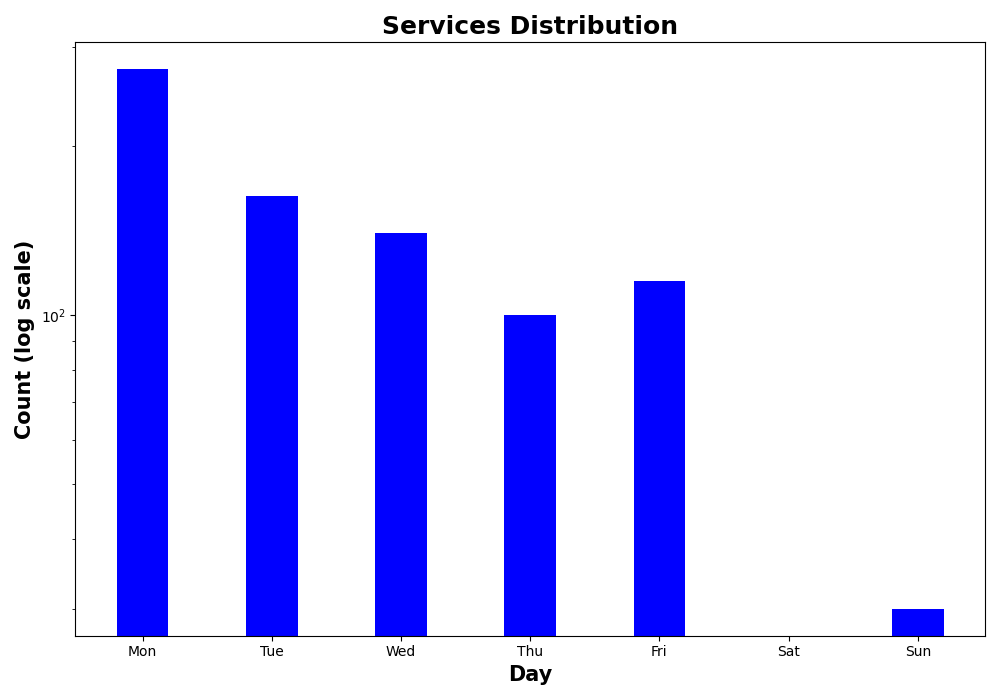 Services Distribution
Count (log scale)
10²
Mon Tue Wed Thu Fri Sat Sun
Day